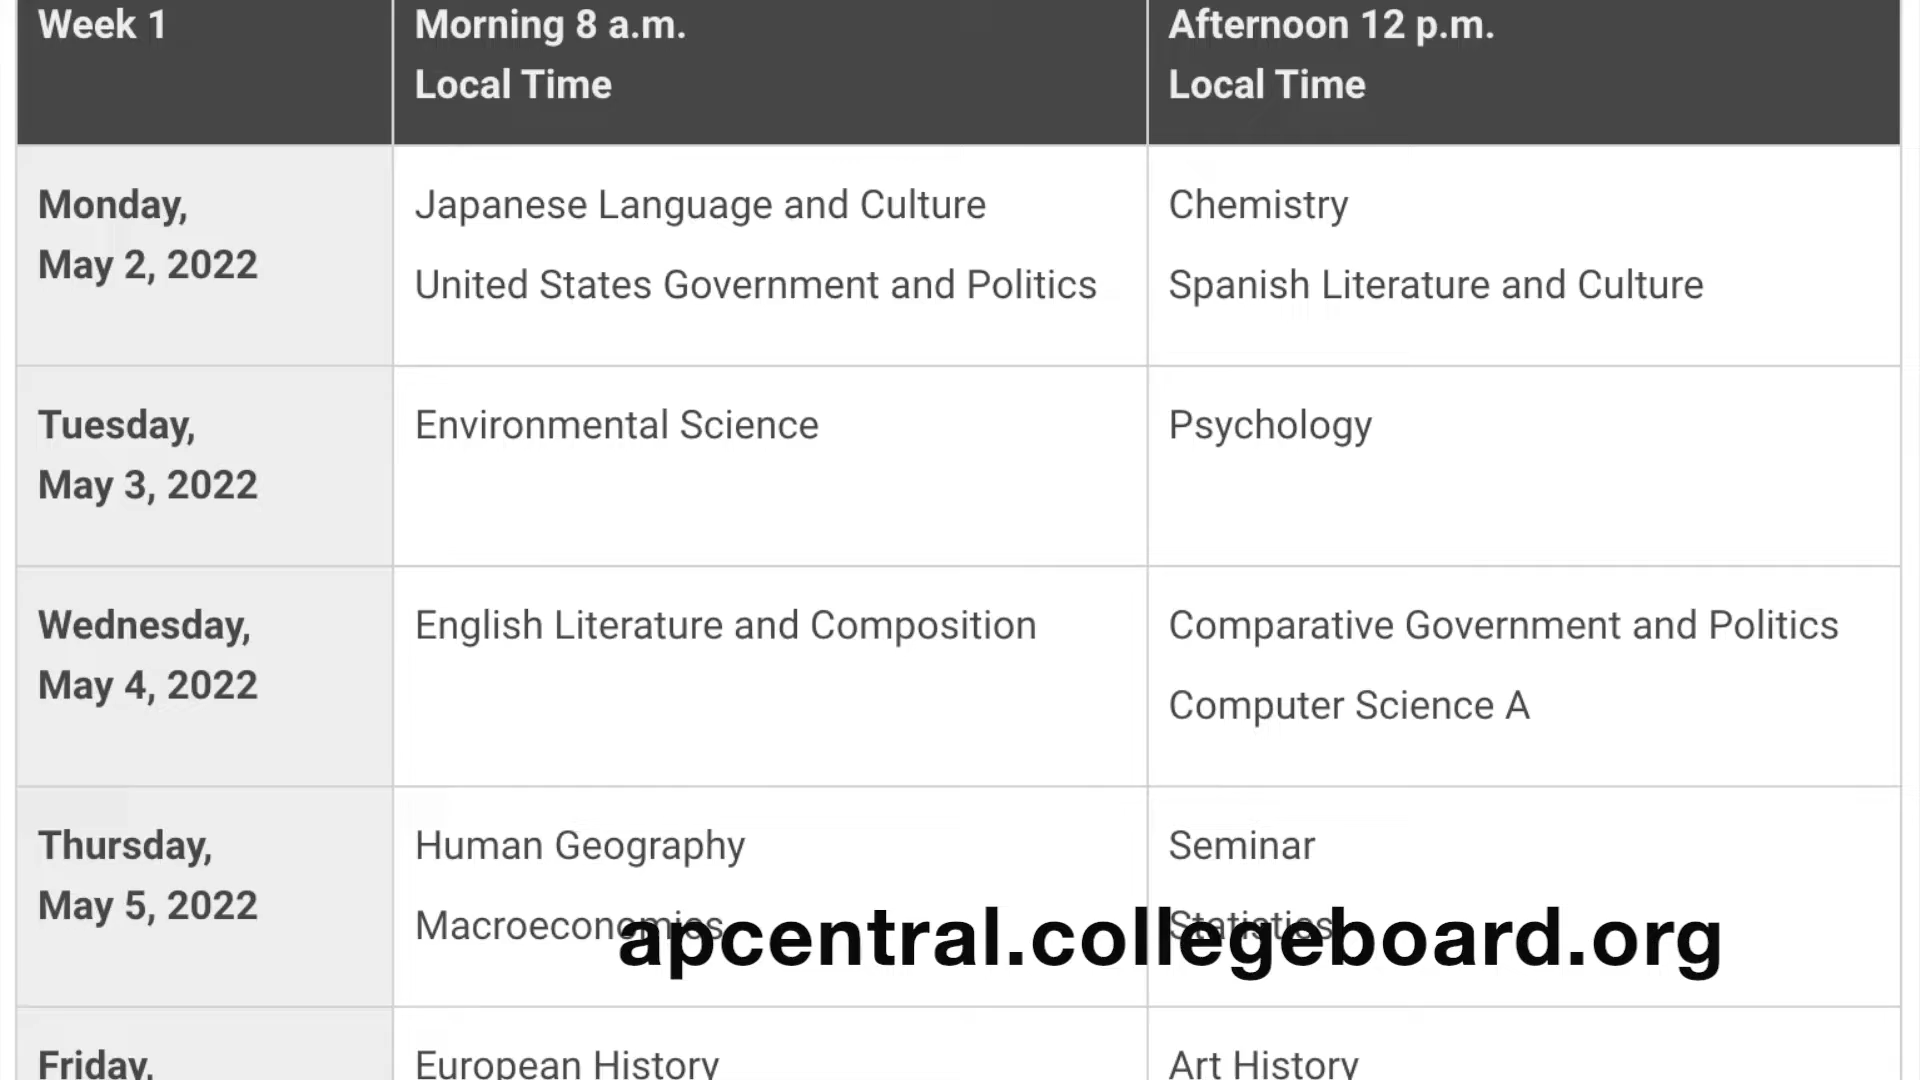 Week 1
Morning 8 a.m.
Local Time
Afternoon 12 p.m.
Local Time
Monday,
May 2, 2022
Japanese Language and Culture
United States Government and Politics
Chemistry
Spanish Literature and Culture
Tuesday,
May 3, 2022
Environmental Science
Psychology
Wednesday,
May 4, 2022
English Literature and Composition
Comparative Government and Politics
Computer Science A
Thursday,
May 5, 2022
Human Geography
Macroeconomics
Seminar
Statistics
apcentral.collegeboard.org
Friday,
European History
Art History